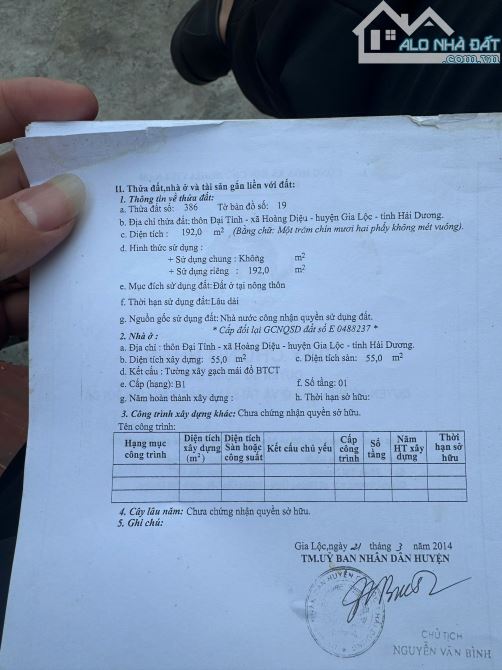 ALO NHÀ ĐẤT
.com.vn
II. Thửa đất,nhà ở và tài sản gắn liền với đất:
1. Thông tin về thửa đất:
a. Thửa đất số: 386 Tờ bản đồ số: 19
b. Địa chỉ thửa đất: thôn Đại Tỉnh - xã Hoàng Diệu - huyện Gia Lộc - tỉnh Hải Dương.
c. Diện tích : 192,0 m² (Bằng chữ: Một trăm chín mươi hai phẩy không mét vuông).
d. Hình thức sử dụng :
+ Sử dụng chung : Không m²
+ Sử dụng riêng : 192,0 m²
e. Mục đích sử dụng đất:Đất ở tại nông thôn
f. Thời hạn sử dụng đất:Lâu dài
g. Nguồn gốc sử dụng đất: Nhà nước công nhận quyền sử dụng đất.
* Cấp đổi lại GCNQSD đất số E 0488237 *
2. Nhà ở :
a. Địa chỉ : thôn Đại Tỉnh - xã Hoàng Diệu - huyện Gia Lộc - tỉnh Hải Dương.
b. Diện tích xây dựng: 55,0 m² c. Diện tích sàn: 55,0 m²
d. Kết cấu : Tường xây gạch mái đổ BTCT
e. Cấp (hạng): B1 f. Số tầng: 01
g. Năm hoàn thành xây dựng : h. Thời hạn sở hữu:
3. Công trình xây dựng khác: Chưa chứng nhận quyền sở hữu.
Tên công trình:
Hạng mục công trình Diện tích xây dựng (m²) Diện tích Sàn hoặc công suất Kết cấu chủ yếu Cấp công trình Số tầng Năm HT xây dựng Thời hạn sở hữu
4. Cây lâu năm: Chưa chứng nhận quyền sở hữu.
5. Ghi chú:
Gia Lộc,ngày 21 tháng 3 năm 2014
TM.UỶ BAN NHÂN DÂN HUYỆN
CHỦ TỊCH
NGUYỄN VĂN BÌNH